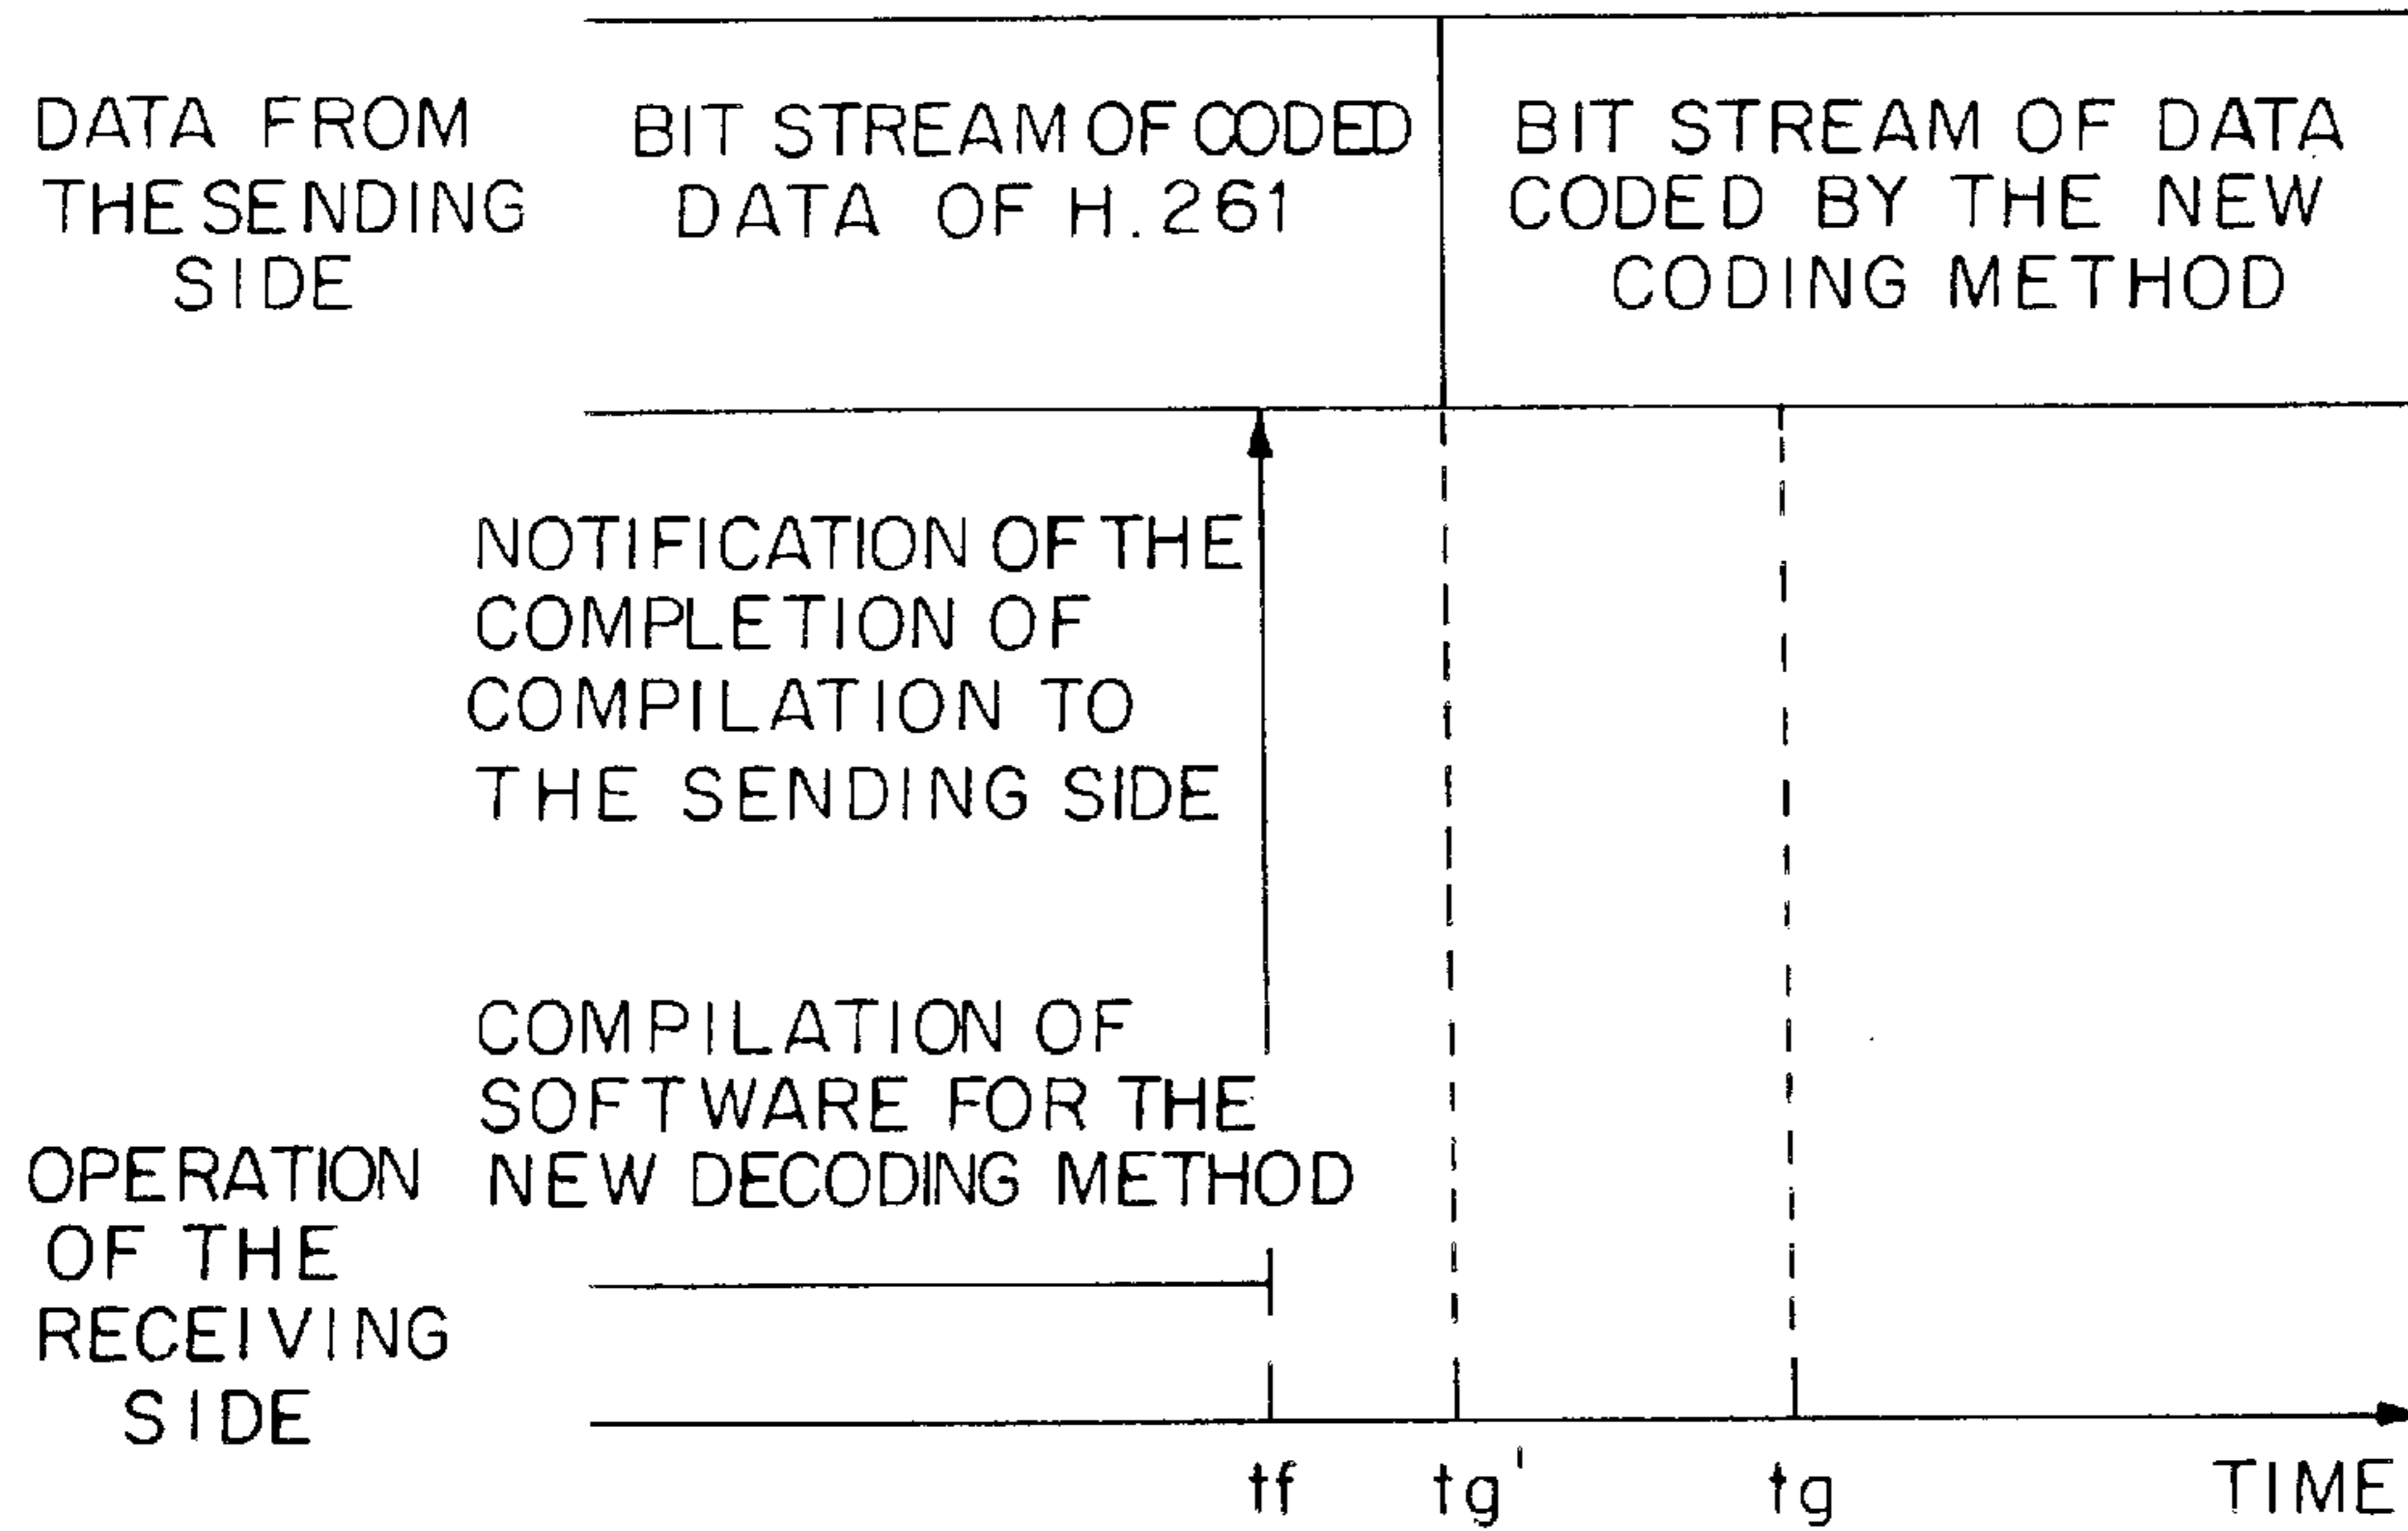 DATA FROM
THE SENDING
SIDE
BIT STREAM OF CODED
DATA OF H.261
BIT STREAM OF DATA
CODED BY THE NEW
CODING METHOD
NOTIFICATION OF THE
COMPLETION OF
COMPILATION TO
THE SENDING SIDE
COMPILATION OF
SOFTWARE FOR THE
NEW DECODING METHOD
OPERATION
OF THE
RECEIVING
SIDE
tf
tg'
tg
TIME